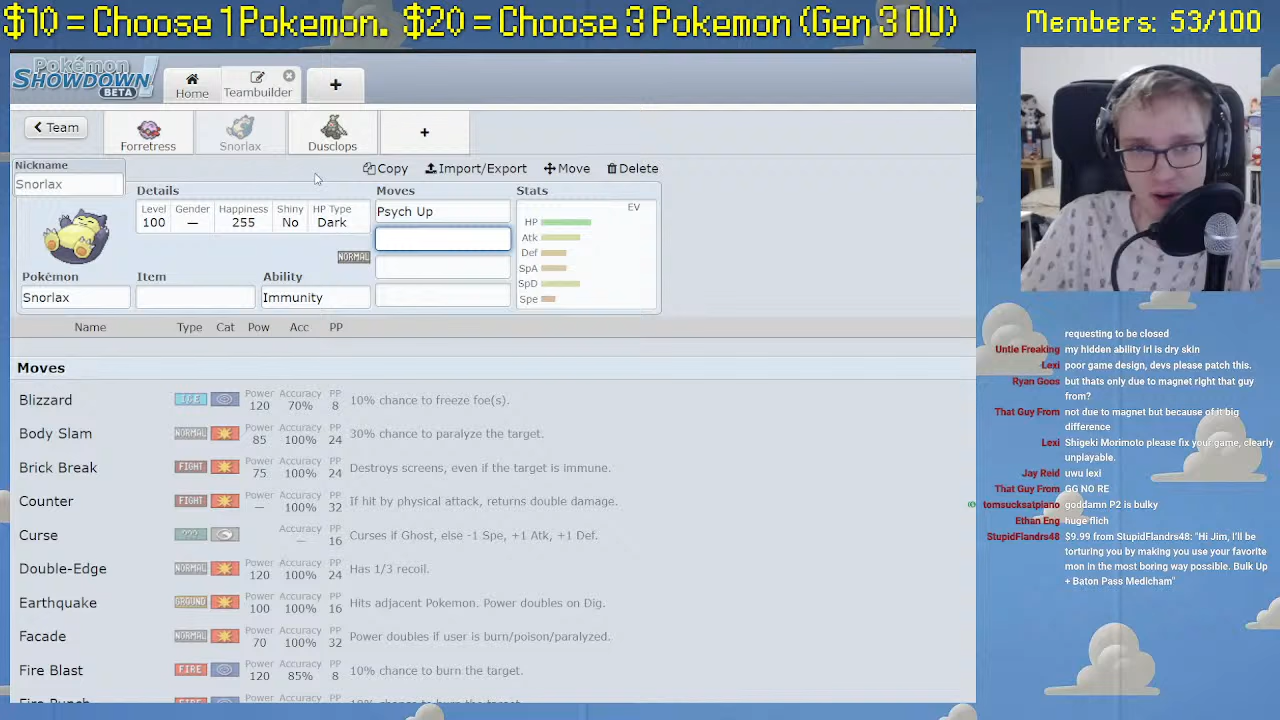 $10 = Choose 1 Pokemon. $20 = Choose 3 Pokemon (Gen 3 OU)
Members: 53/100
Pokémon
SHOWDOWN!
BETA
Home
Teambuilder
+
Team
Forretress
Snorlax
Dusclops
+
Nickname
Snorlax
Copy
Import/Export
Move
Delete
Details
Moves
Stats
Level
100
Gender
—
Happiness
255
Shiny
No
HP Type
Dark
Psych Up
EV
HP
Atk
Def
SpA
SpD
Spe
NORMAL
Pokémon
Item
Ability
Snorlax
Immunity
Name Type Cat Pow Acc PP
Moves
Blizzard ICE Power 120 Accuracy 70% PP 8 10% chance to freeze foe(s).
Body Slam NORMAL Power 85 Accuracy 100% PP 24 30% chance to paralyze the target.
Brick Break FIGHT Power 75 Accuracy 100% PP 24 Destroys screens, even if the target is immune.
Counter FIGHT Power — Accuracy 100% PP 32 If hit by physical attack, returns double damage.
Curse ??? Accuracy — PP 16 Curses if Ghost, else -1 Spe, +1 Atk, +1 Def.
Double-Edge NORMAL Power 120 Accuracy 100% PP 24 Has 1/3 recoil.
Earthquake GROUND Power 100 Accuracy 100% PP 16 Hits adjacent Pokemon. Power doubles on Dig.
Facade NORMAL Power 70 Accuracy 100% PP 32 Power doubles if user is burn/poison/paralyzed.
Fire Blast FIRE Power 120 Accuracy 85% PP 8 10% chance to burn the target.
requesting to be closed
Untie Freaking my hidden ability irl is dry skin
Lexi poor game design, devs please patch this.
Ryan Goos but thats only due to magnet right that guy
from?
That Guy From not due to magnet but because of it big
difference
Lexi Shigeki Morimoto please fix your game, clearly
unplayable.
Jay Reid uwu lexi
That Guy From GG NO RE
tomsucksatpiano goddamn P2 is bulky
Ethan Eng huge flich
StupidFlandrs48 $9.99 from StupidFlandrs48: "Hi Jim, I'll be
torturing you by making you use your favorite
mon in the most boring way possible. Bulk Up
+ Baton Pass Medicham"